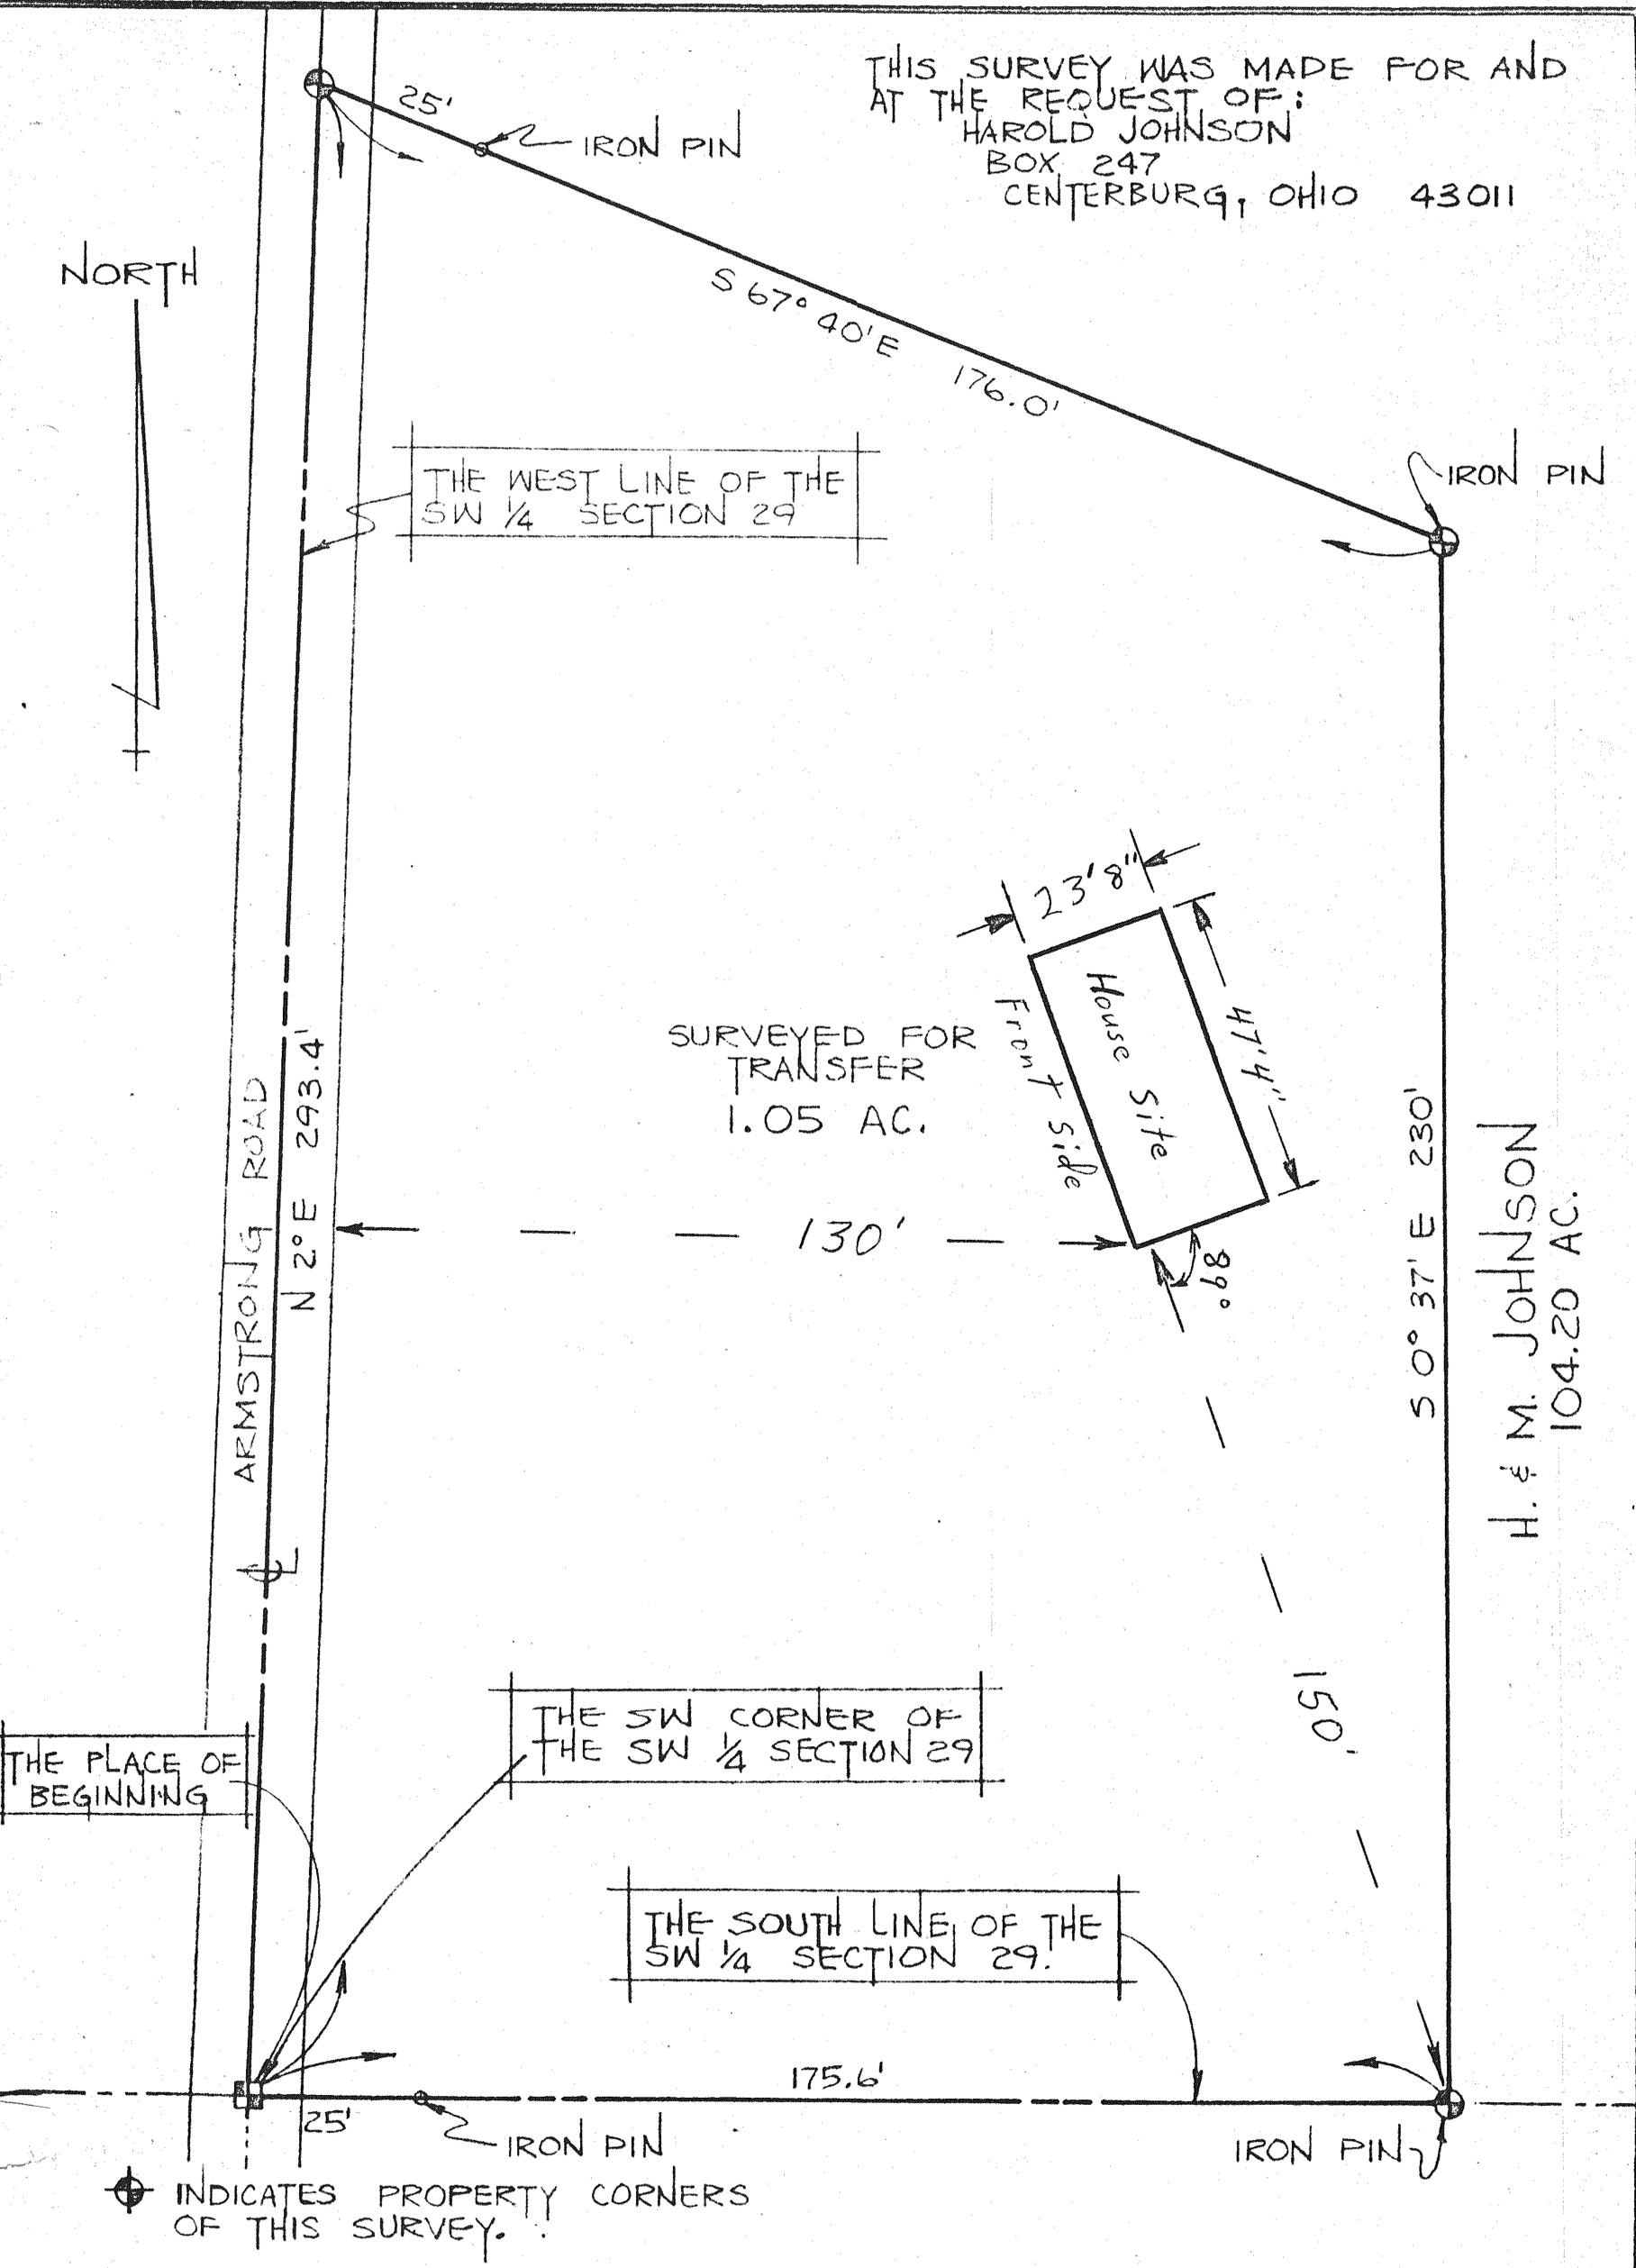 THIS SURVEY WAS MADE FOR AND
AT THE REQUEST OF:
HAROLD JOHNSON
BOX 247
CENTERBURG, OHIO 43011
25'
IRON PIN
NORTH
S 67° 40' E 176.0'
THE WEST LINE OF THE
SW 1/4 SECTION 29
IRON PIN
23'8"
47'4"
House Site
Front Side
SURVEYED FOR
TRANSFER
1.05 AC.
ARMSTRONG ROAD
N 2° E 293.4'
130'
89°
S 0° 37' E 230'
H. & M. JOHNSON
104.20 AC.
℄
150'
THE SW CORNER OF
THE SW 1/4 SECTION 29
THE PLACE OF
BEGINNING
THE SOUTH LINE OF THE
SW 1/4 SECTION 29.
175.6'
25'
IRON PIN
IRON PIN
INDICATES PROPERTY CORNERS
OF THIS SURVEY.